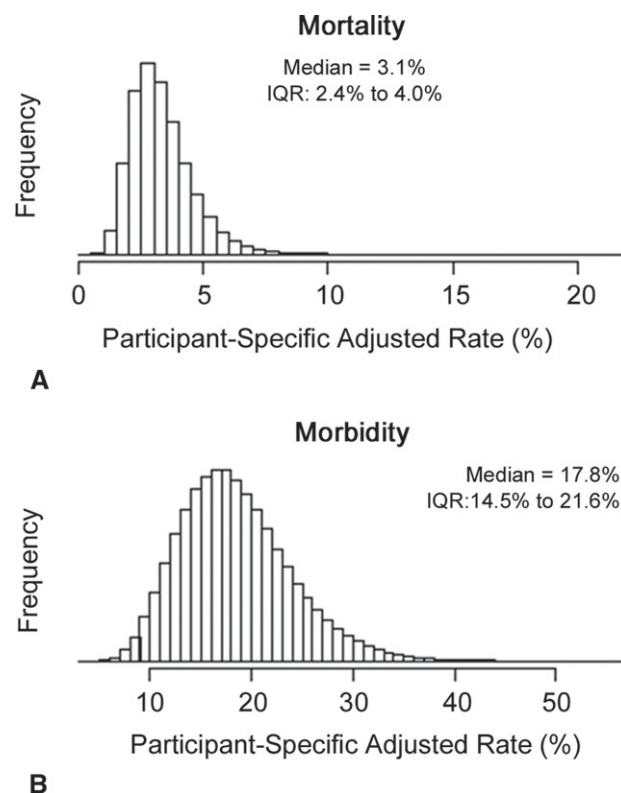 Mortality
Median = 3.1%
IQR: 2.4% to 4.0%
Frequency
0 5 10 15 20
Participant-Specific Adjusted Rate (%)
A
Morbidity
Median = 17.8%
IQR:14.5% to 21.6%
Frequency
10 20 30 40 50
Participant-Specific Adjusted Rate (%)
B